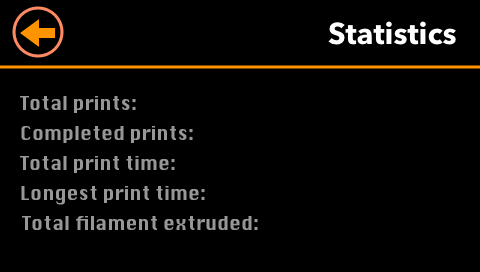 Statistics
Total prints:
Completed prints:
Total print time:
Longest print time:
Total filament extruded: